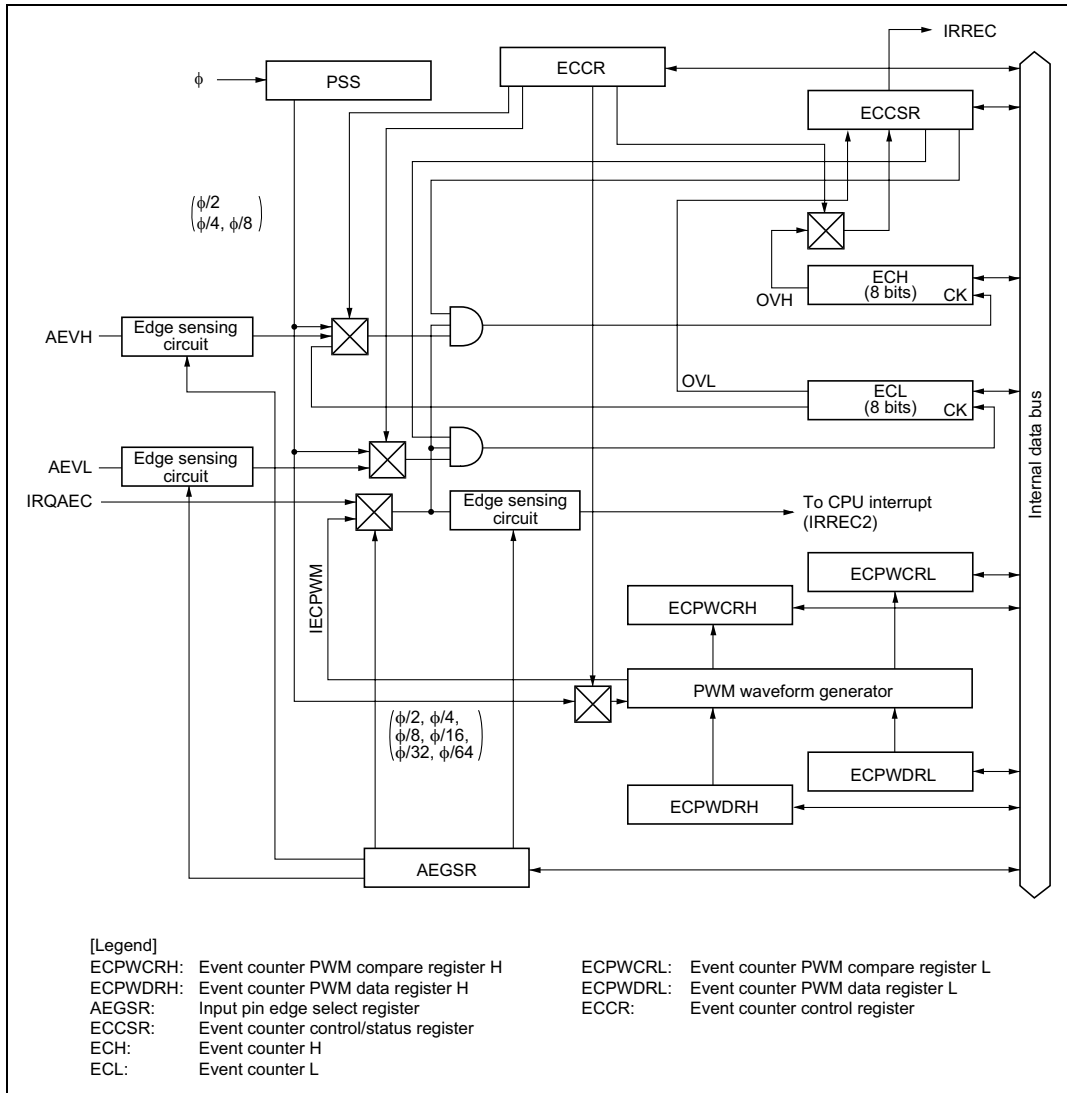 IRREC
ϕ
PSS
ECCR
ECCSR
ϕ/2
ϕ/4, ϕ/8
ECH
(8 bits)
CK
OVH
AEVH
Edge sensing
circuit
OVL
ECL
(8 bits)
CK
AEVL
Edge sensing
circuit
IRQAEC
Edge sensing
circuit
To CPU interrupt
(IRREC2)
Internal data bus
IECPWM
ECPWCRL
ECPWCRH
PWM waveform generator
ϕ/2, ϕ/4,
ϕ/8, ϕ/16,
ϕ/32, ϕ/64
ECPWDRL
ECPWDRH
AEGSR
[Legend]
ECPWCRH: Event counter PWM compare register H
ECPWDRH: Event counter PWM data register H
AEGSR: Input pin edge select register
ECCSR: Event counter control/status register
ECH: Event counter H
ECL: Event counter L
ECPWCRL: Event counter PWM compare register L
ECPWDRL: Event counter PWM data register L
ECCR: Event counter control register